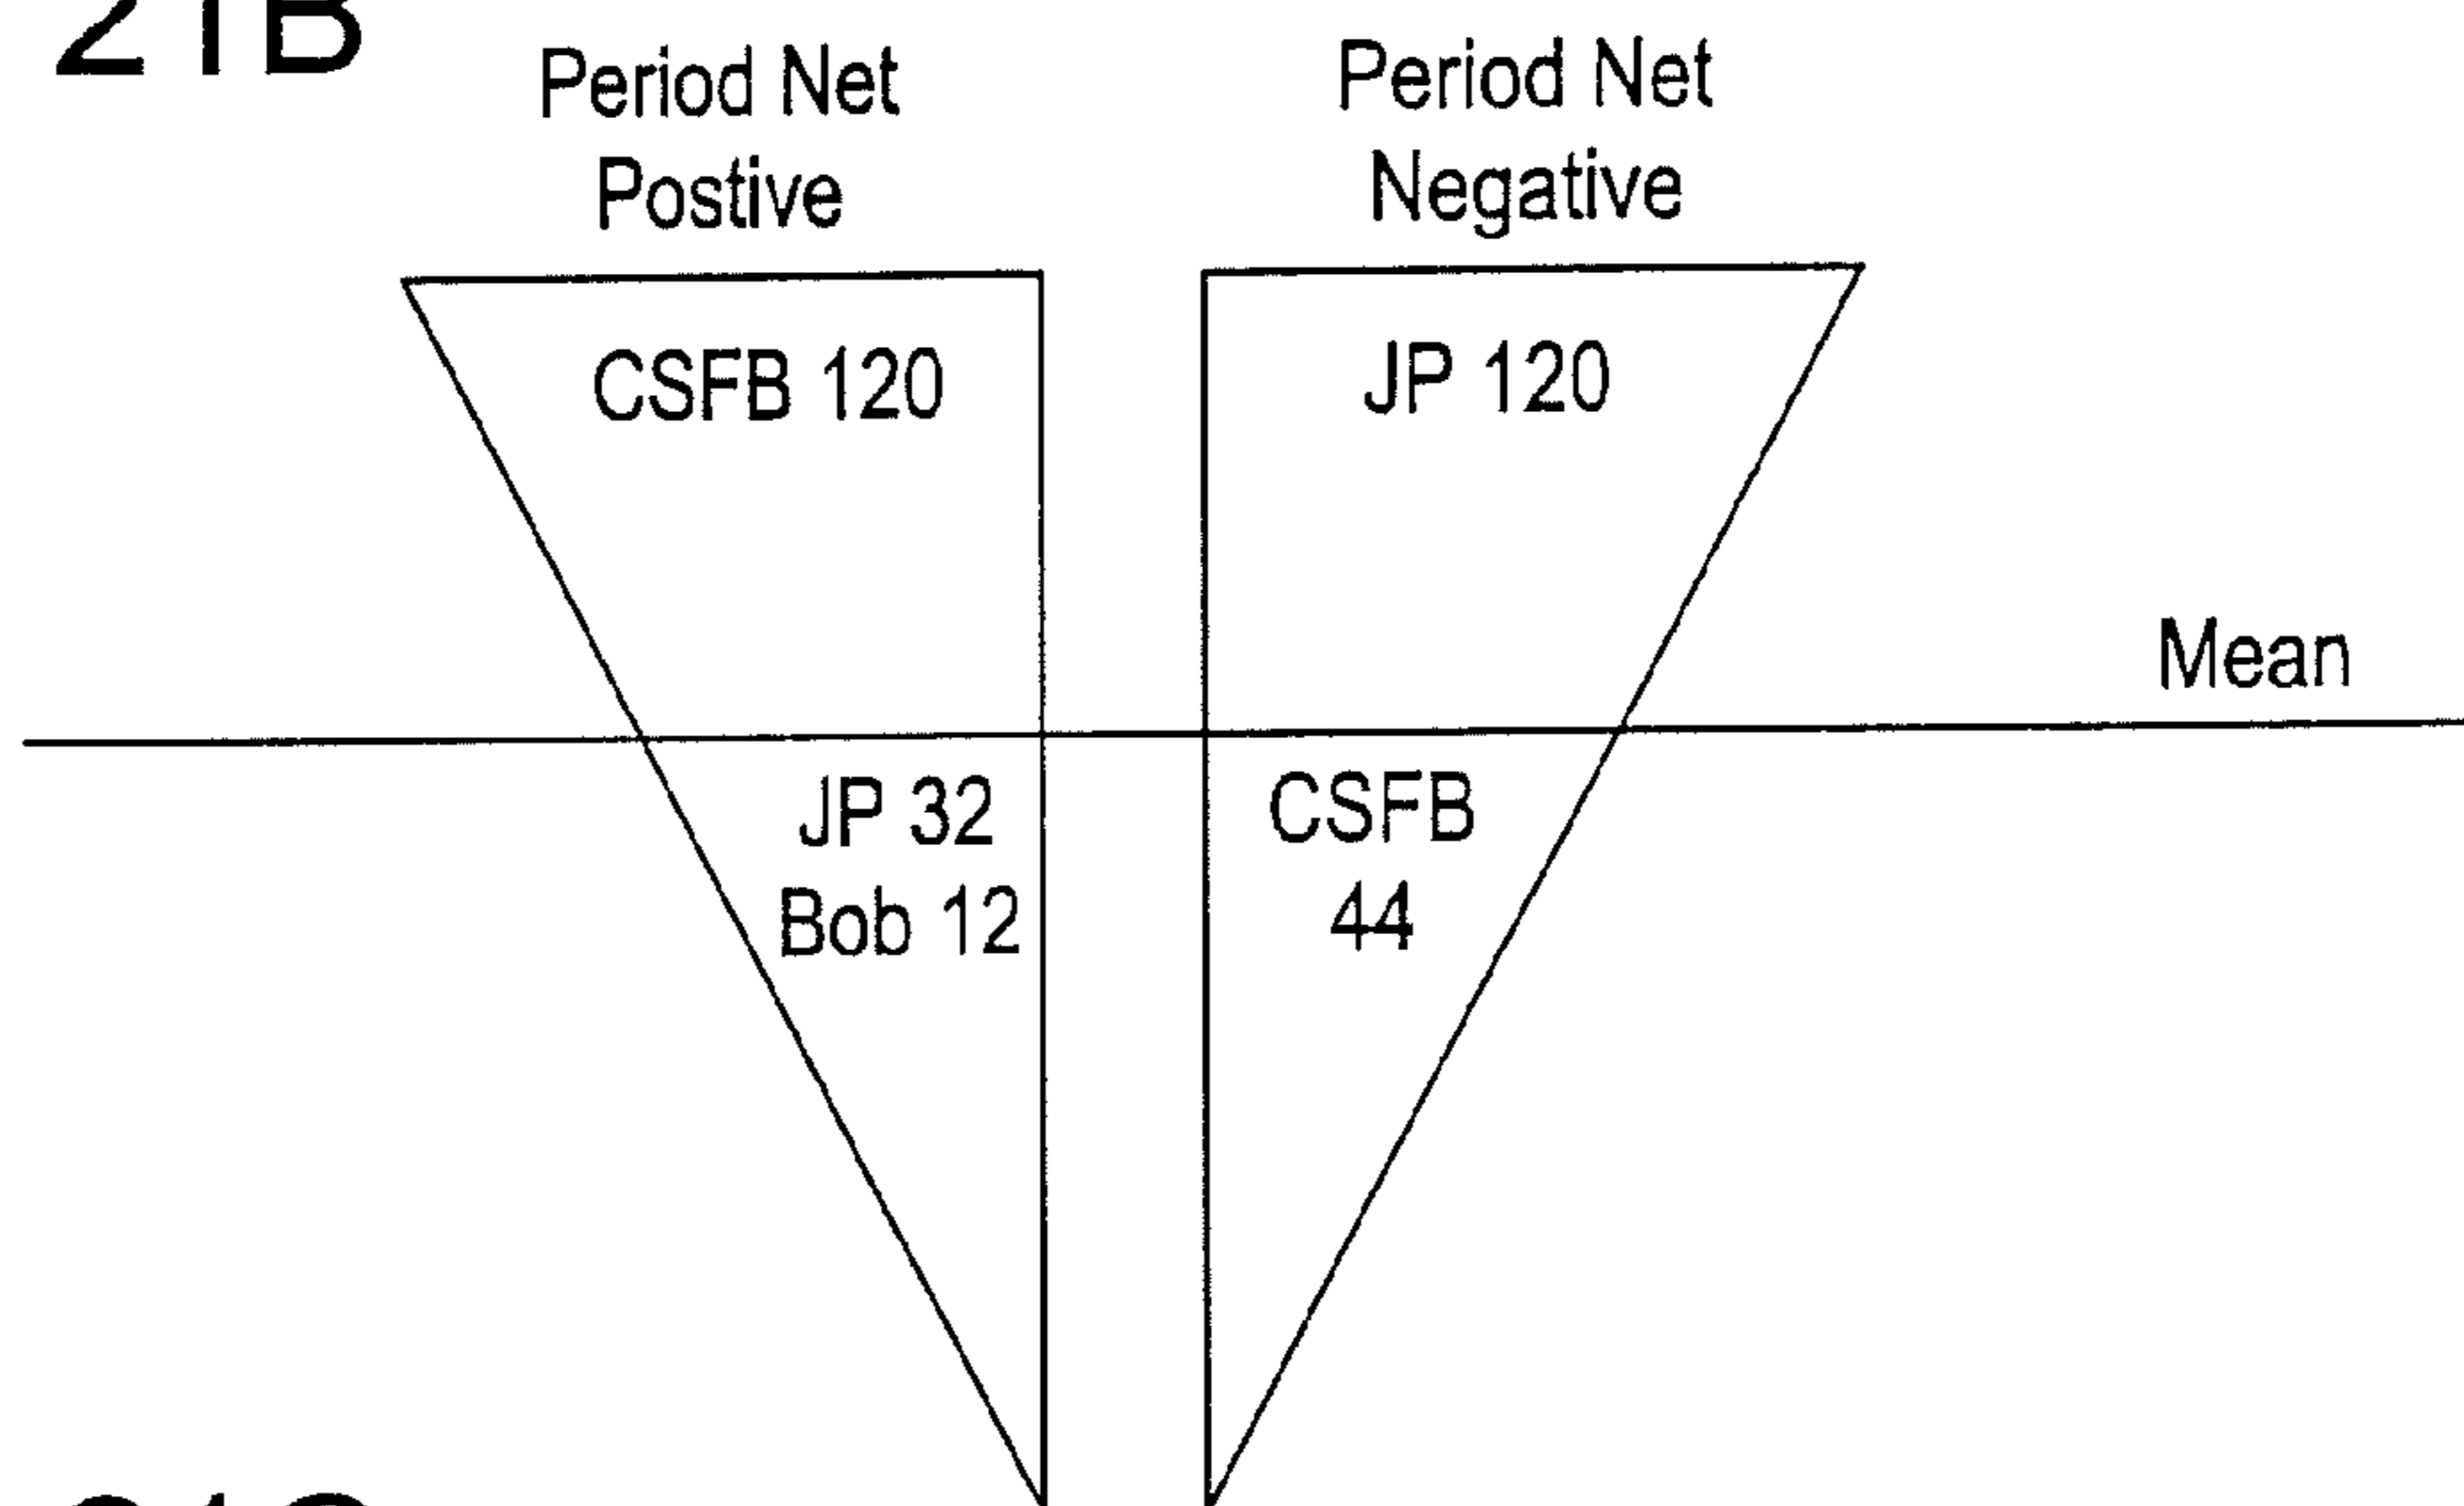 21B
Period Net
Postive
Period Net
Negative
CSFB 120
JP 120
Mean
JP 32
Bob 12
CSFB
44